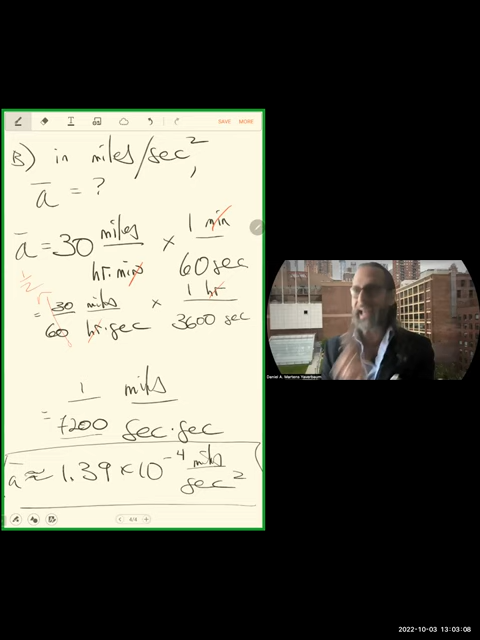 SAVE MORE
B) in miles/sec², 
a̅ = ?
a̅ = 30 miles/hr·min × 1 min/60 sec
1/2
= 30/60 miles/hr·sec × 1 hr/3600 sec
= 1/7200 miles/sec·sec
a̅ ≈ 1.39 × 10⁻⁴ miles/sec²
4/4
Daniel A. Martens Yaverbaum
2022-10-03 13:03:08